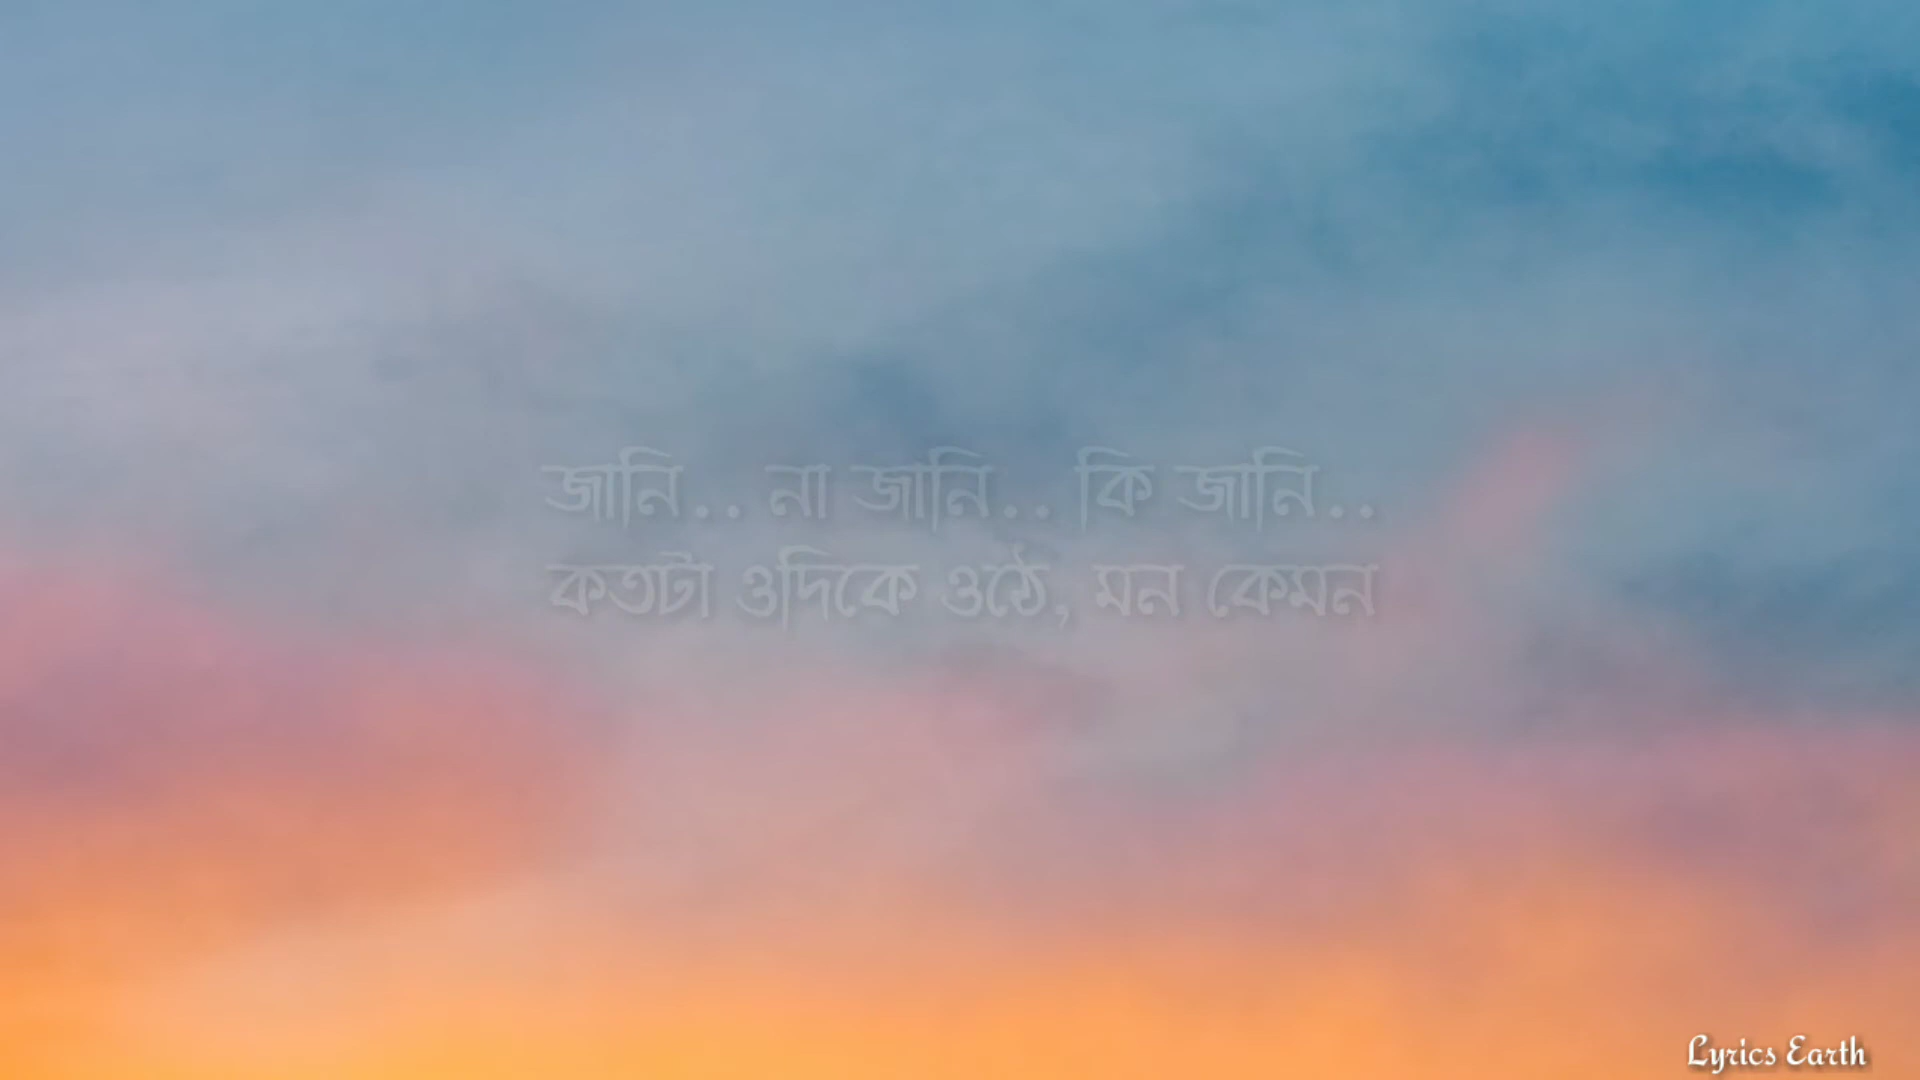 জানি.. না জানি.. কি জানি..
কতটা ওদিকে ওঠে, মন কেমন
Lyrics Earth